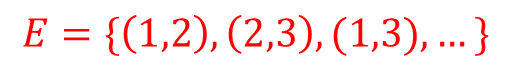 E = {(1,2), (2,3), (1,3), … }